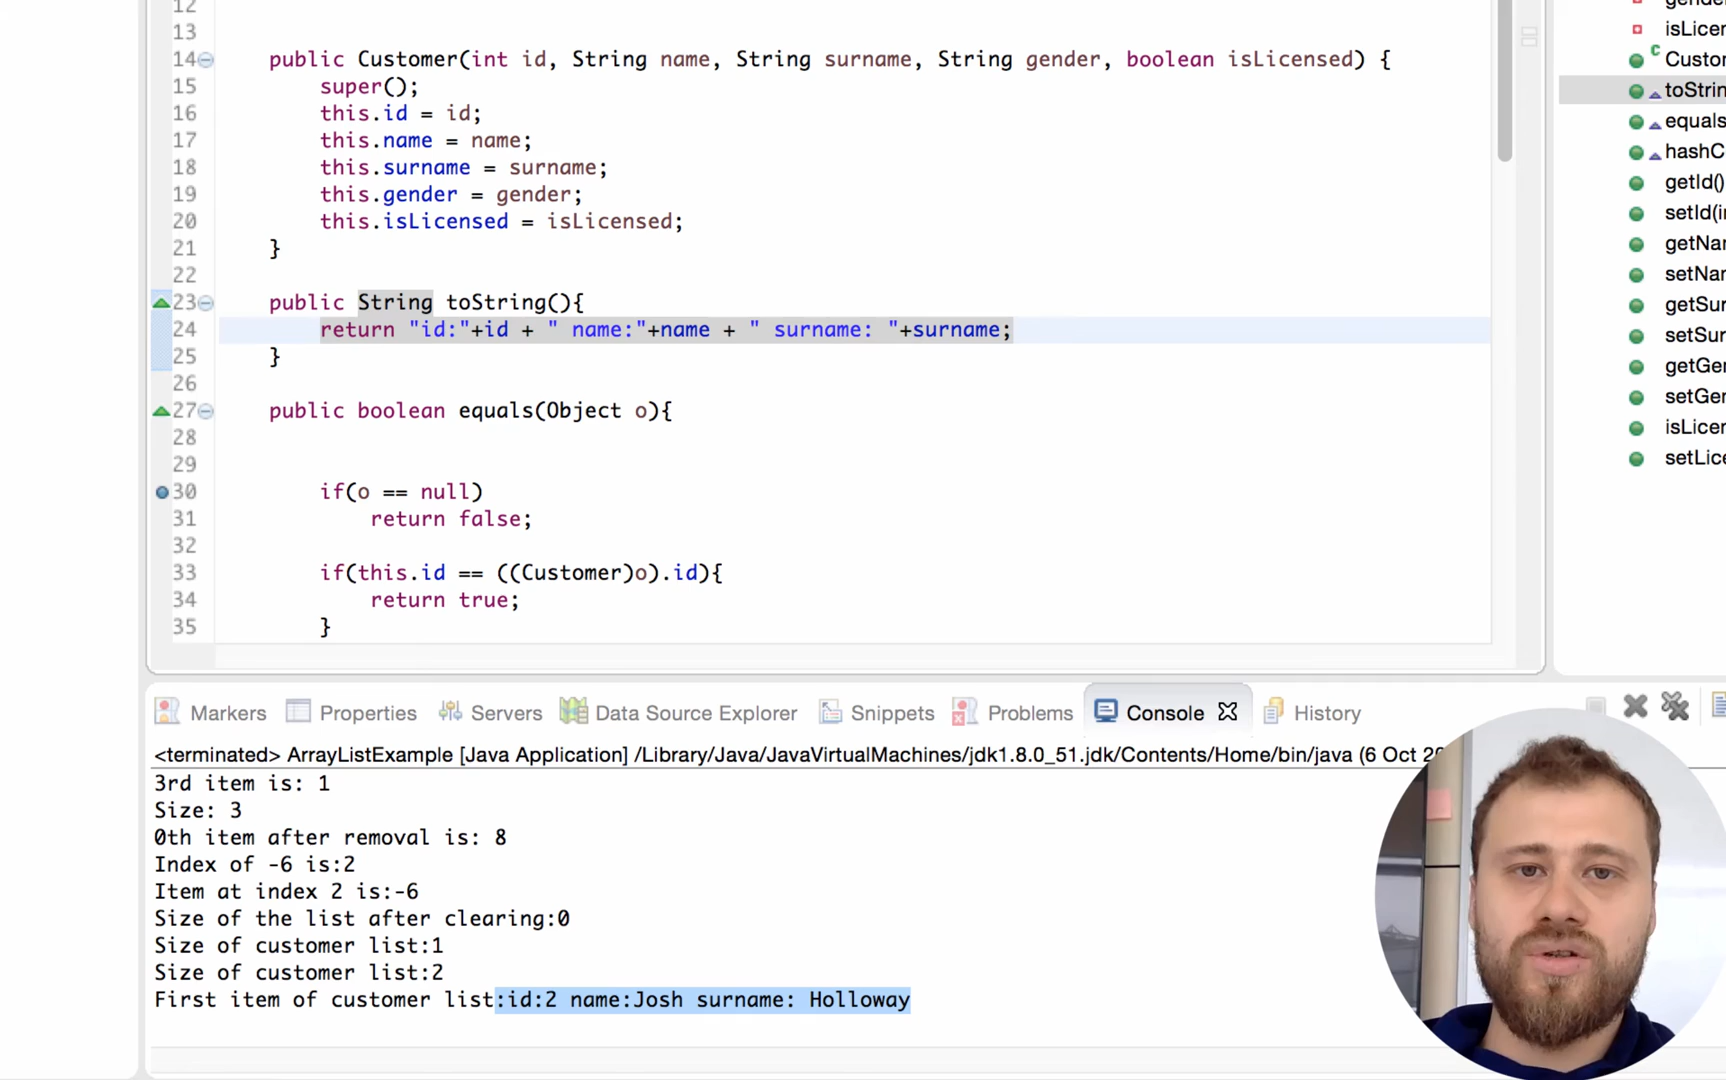 12
13
14 public Customer(int id, String name, String surname, String gender, boolean isLicensed) {
15 super();
16 this.id = id;
17 this.name = name;
18 this.surname = surname;
19 this.gender = gender;
20 this.isLicensed = isLicensed;
21 }
22
23 public String toString(){
24 return "id:"+id + " name:"+name + " surname: "+surname;
25 }
26
27 public boolean equals(Object o){
28
29
30 if(o == null)
31 return false;
32
33 if(this.id == ((Customer)o).id){
34 return true;
35 }
gender
isLicen
C Custor
toStrin
equals
hashC
getId()
setId(i
getNar
setNar
getSur
setSur
getGer
setGer
isLicer
setLice
Markers Properties Servers Data Source Explorer Snippets Problems Console History
<terminated> ArrayListExample [Java Application] /Library/Java/JavaVirtualMachines/jdk1.8.0_51.jdk/Contents/Home/bin/java (6 Oct 20
3rd item is: 1
Size: 3
0th item after removal is: 8
Index of -6 is:2
Item at index 2 is:-6
Size of the list after clearing:0
Size of customer list:1
Size of customer list:2
First item of customer list:id:2 name:Josh surname: Holloway